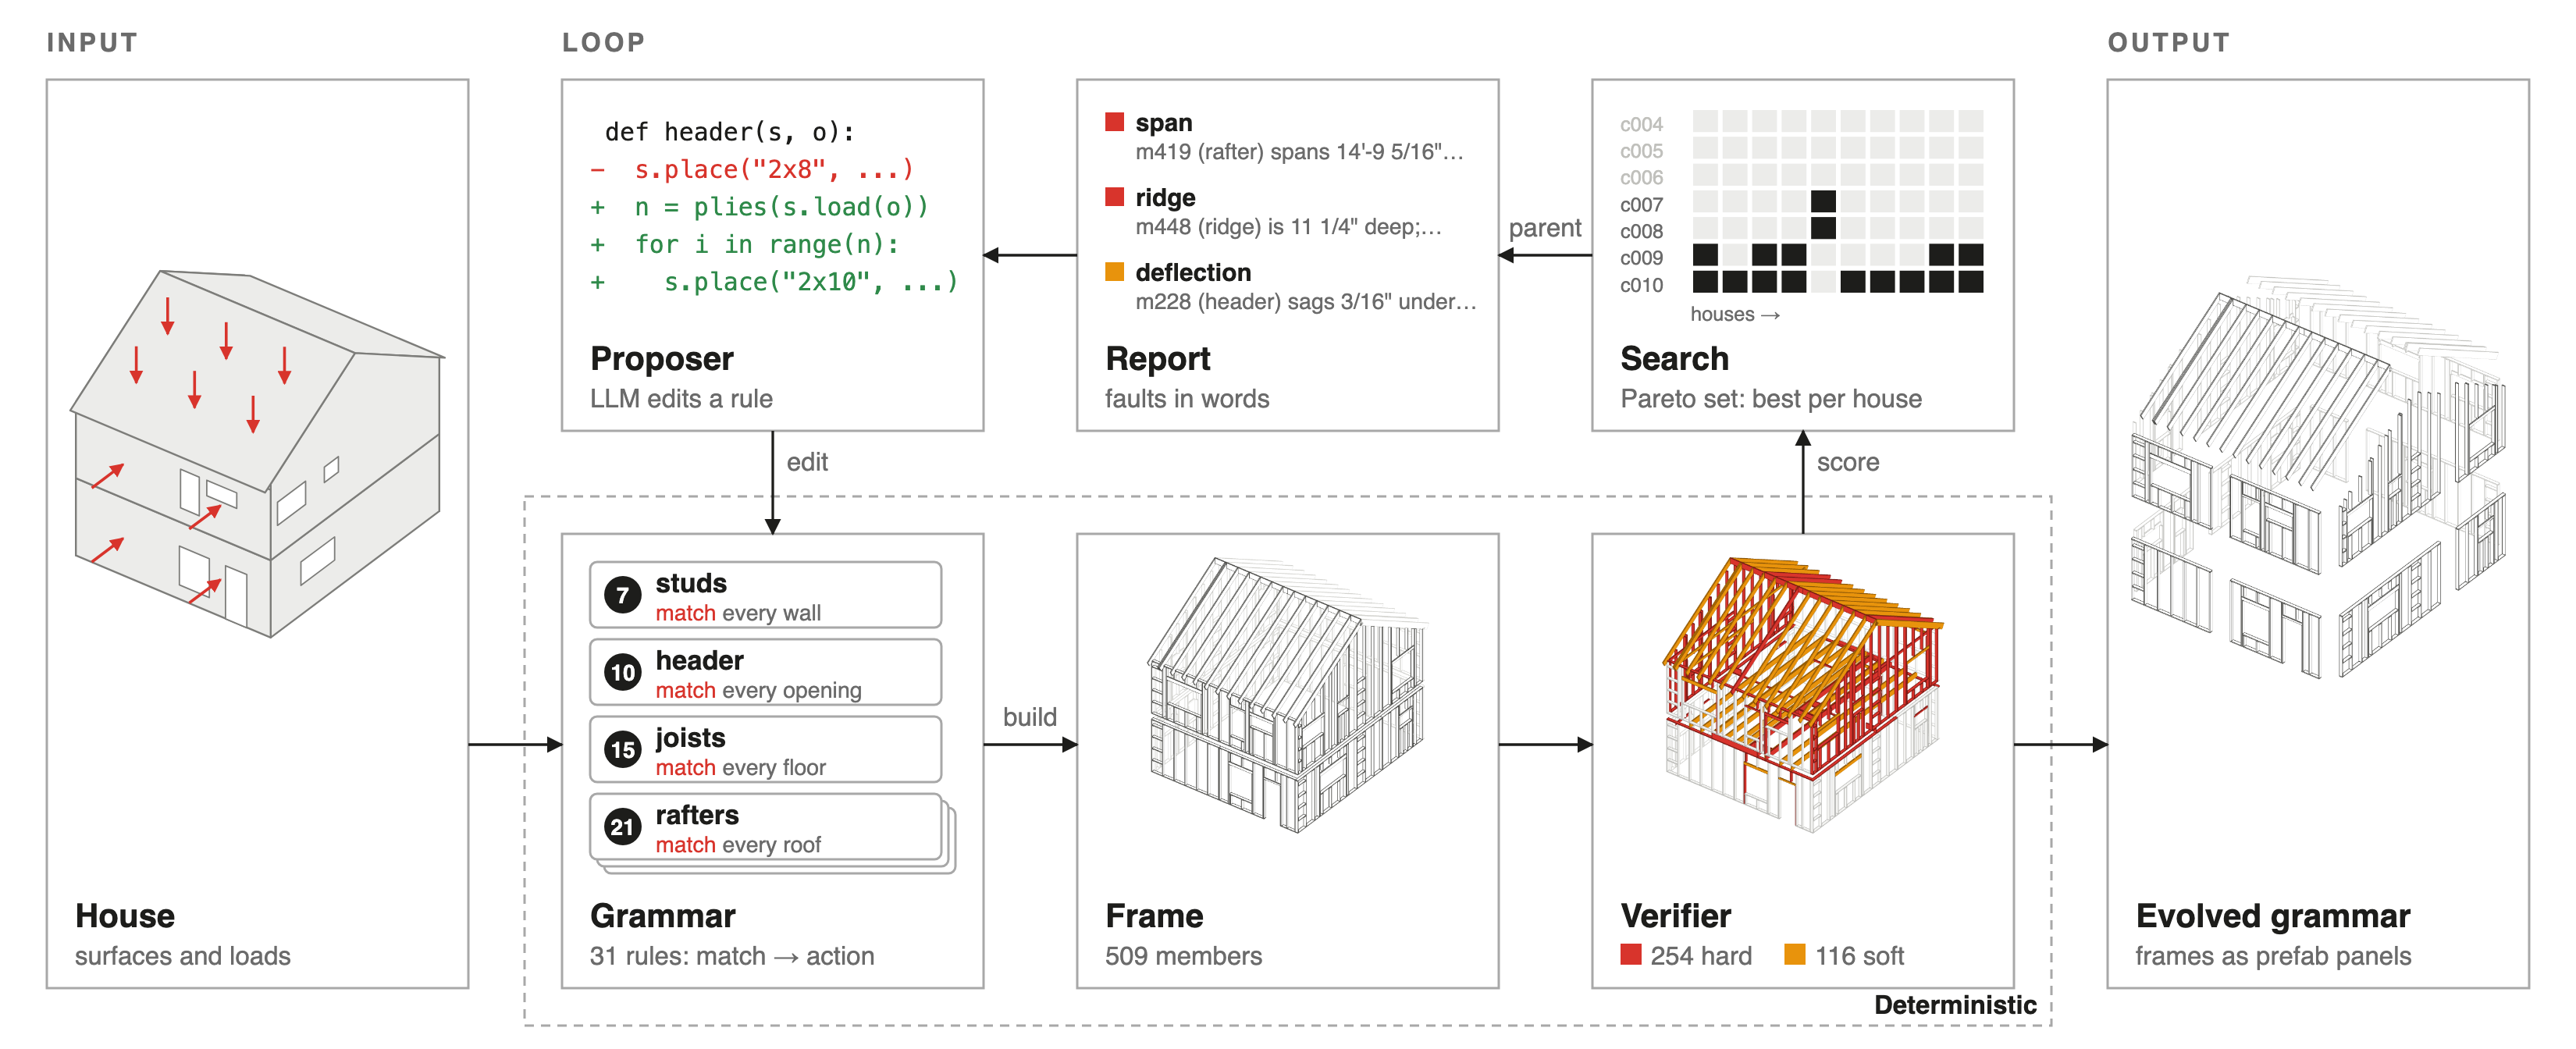 INPUT
LOOP
OUTPUT
def header(s, o):
-  s.place("2x8", ...)
+  n = plies(s.load(o))
+  for i in range(n):
+    s.place("2x10", ...)
Proposer
LLM edits a rule
span
m419 (rafter) spans 14'-9 5/16"...
ridge
m448 (ridge) is 11 1/4" deep;...
deflection
m228 (header) sags 3/16" under...
Report
faults in words
parent
c004
c005
c006
c007
c008
c009
c010
houses →
Search
Pareto set: best per house
edit
score
House
surfaces and loads
7 studs
match every wall
10 header
match every opening
15 joists
match every floor
21 rafters
match every roof
Grammar
31 rules: match → action
build
Frame
509 members
Verifier
254 hard 116 soft
Deterministic
Evolved grammar
frames as prefab panels